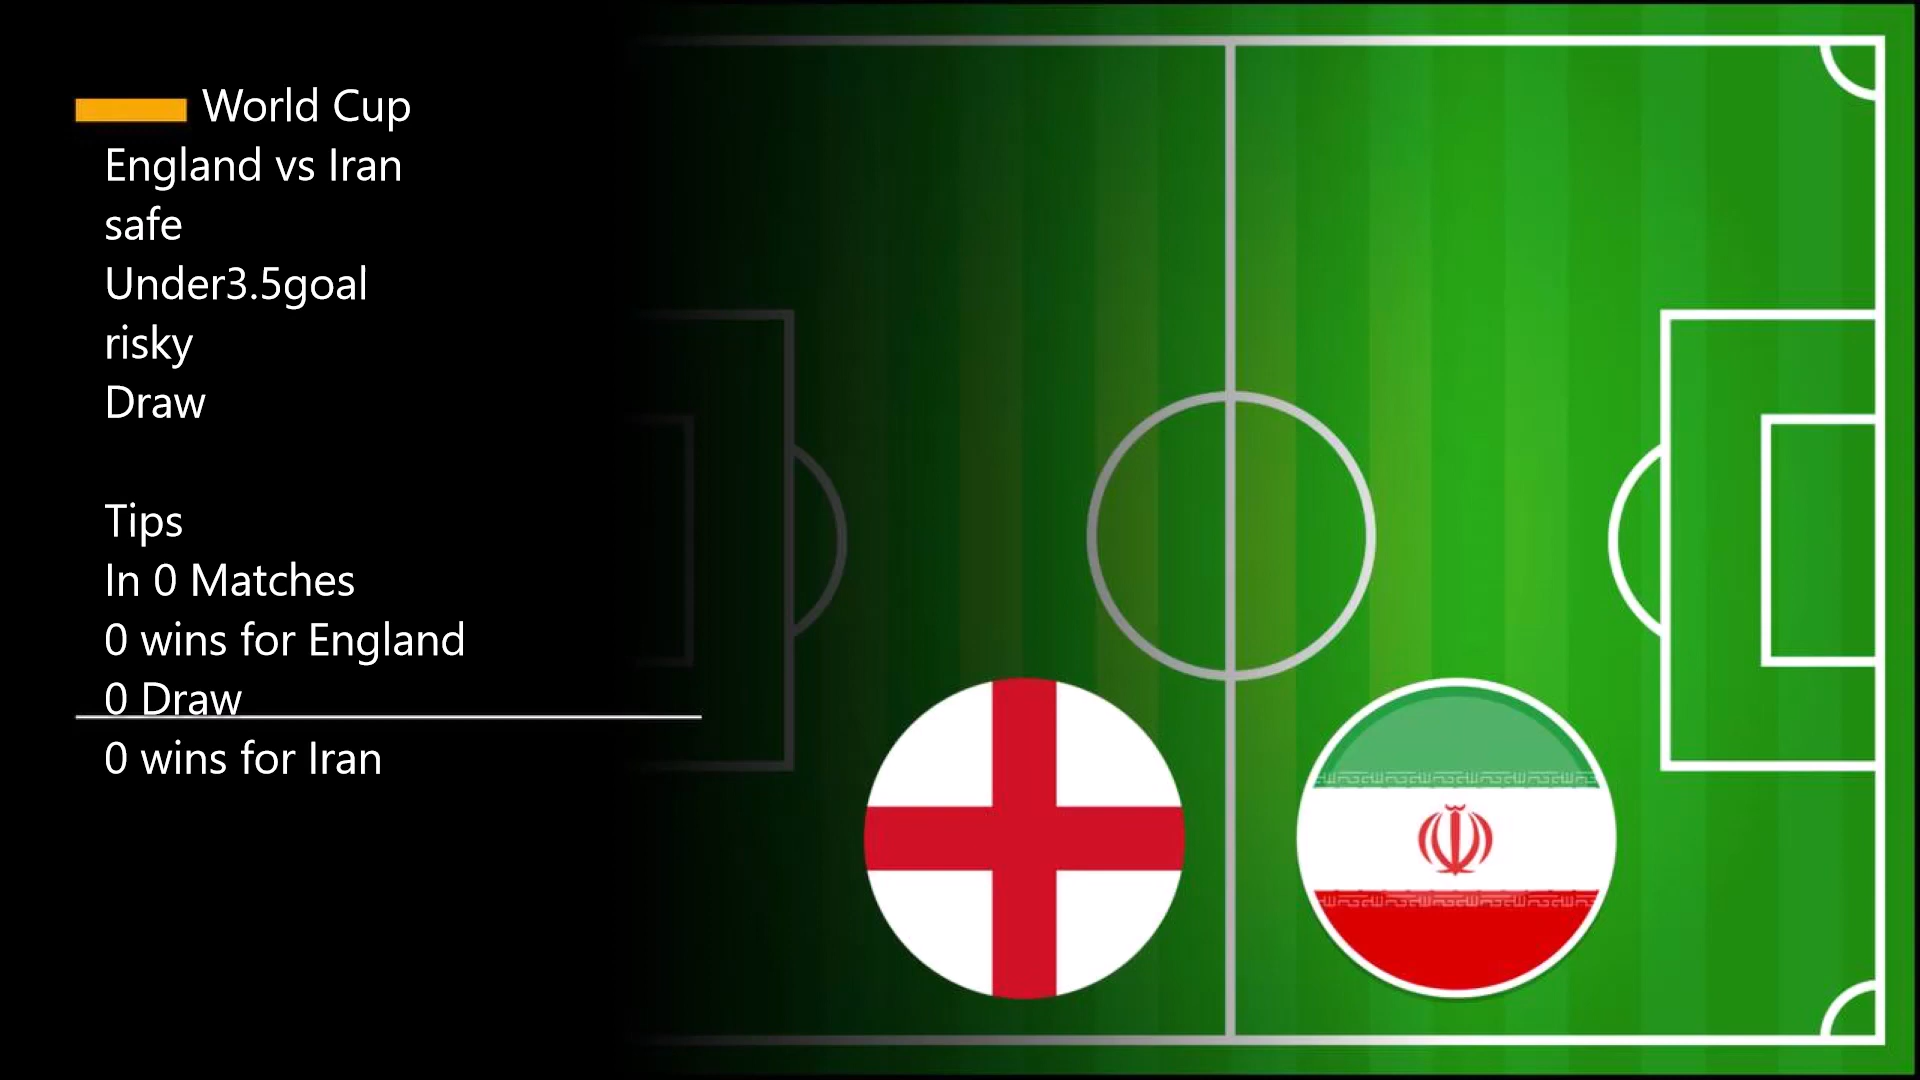 World Cup
England vs Iran
safe
Under3.5goal
risky
Draw
Tips
In 0 Matches
0 wins for England
0 Draw
0 wins for Iran